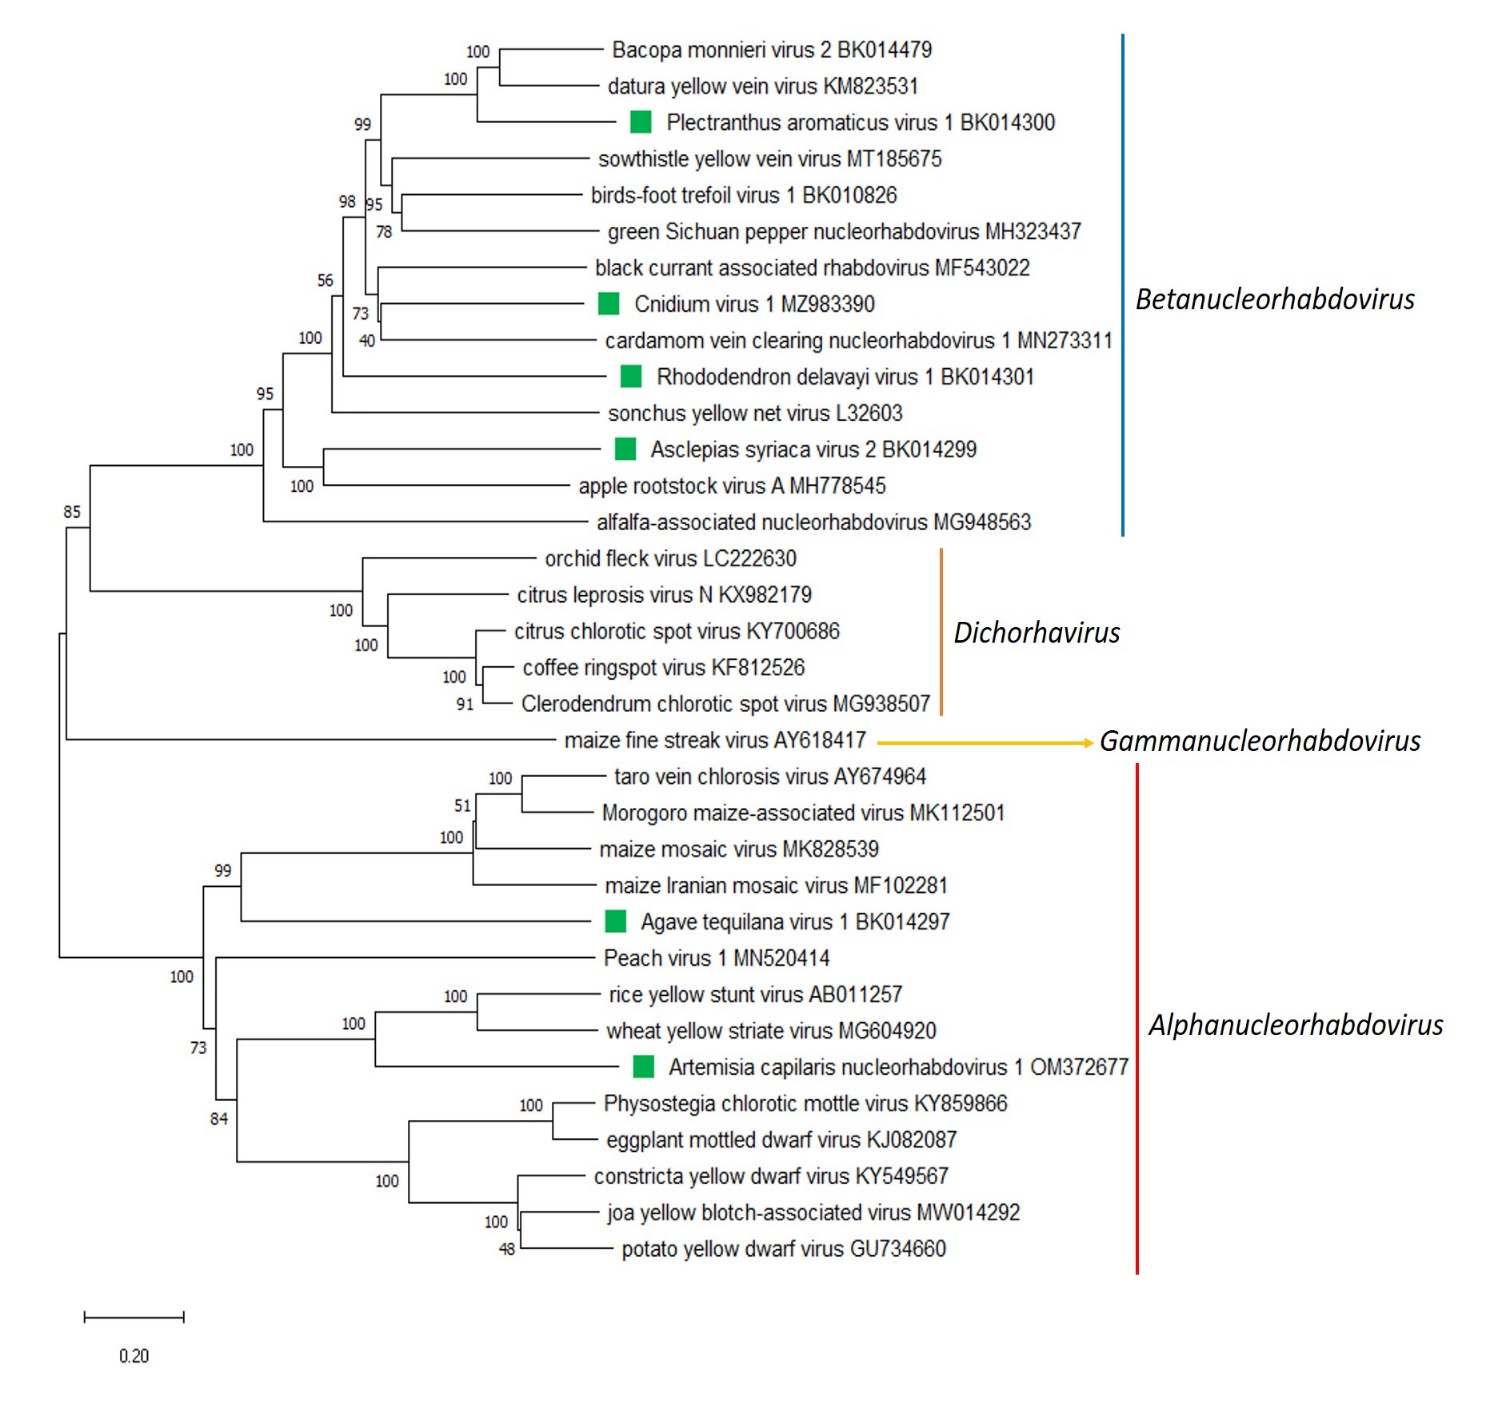 100
Bacopa monnieri virus 2 BK014479
100
datura yellow vein virus KM823531
Plectranthus aromaticus virus 1 BK014300
99
sowthistle yellow vein virus MT185675
98
95
birds-foot trefoil virus 1 BK010826
78
green Sichuan pepper nucleorhabdovirus MH323437
black currant associated rhabdovirus MF543022
56
Cnidium virus 1 MZ983390
Betanucleorhabdovirus
73
40
cardamom vein clearing nucleorhabdovirus 1 MN273311
100
Rhododendron delavayi virus 1 BK014301
95
sonchus yellow net virus L32603
100
Asclepias syriaca virus 2 BK014299
100
apple rootstock virus A MH778545
85
alfalfa-associated nucleorhabdovirus MG948563
orchid fleck virus LC222630
100
citrus leprosis virus N KX982179
100
citrus chlorotic spot virus KY700686
Dichorhavirus
100
coffee ringspot virus KF812526
91
Clerodendrum chlorotic spot virus MG938507
maize fine streak virus AY618417
Gammanucleorhabdovirus
100
taro vein chlorosis virus AY674964
51
Morogoro maize-associated virus MK112501
100
maize mosaic virus MK828539
99
maize Iranian mosaic virus MF102281
Agave tequilana virus 1 BK014297
100
Peach virus 1 MN520414
100
rice yellow stunt virus AB011257
100
wheat yellow striate virus MG604920
Alphanucleorhabdovirus
73
Artemisia capilaris nucleorhabdovirus 1 OM372677
84
100
Physostegia chlorotic mottle virus KY859866
eggplant mottled dwarf virus KJ082087
100
constricta yellow dwarf virus KY549567
100
joa yellow blotch-associated virus MW014292
48
potato yellow dwarf virus GU734660
0.20